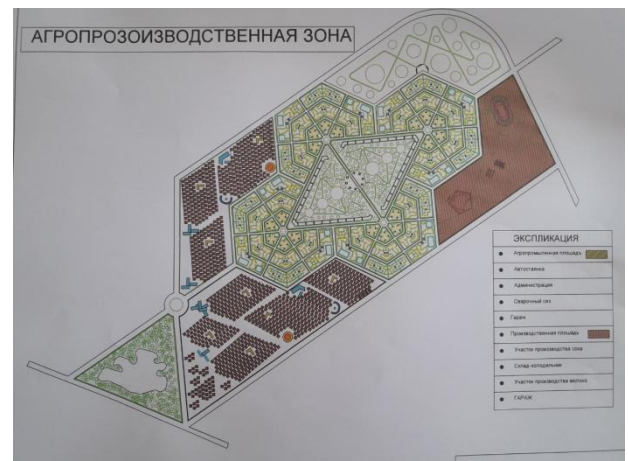 АГРОПРОЗОИЗВОДСТВЕННАЯ ЗОНА
ЭКСПЛИКАЦИЯ
Агропромышленная площадь
Автостоянка
Администрация
Сварочный цех
Гараж
Производственная площадь
Участок производства сока
Склад-холодильник
Участок производства молока
ГАРАЖ